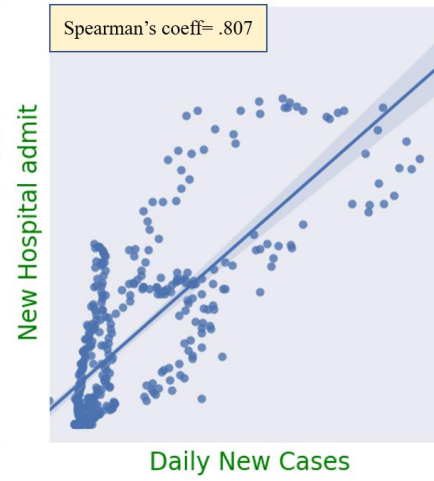 Spearman’s coeff= .807
New Hospital admit
Daily New Cases